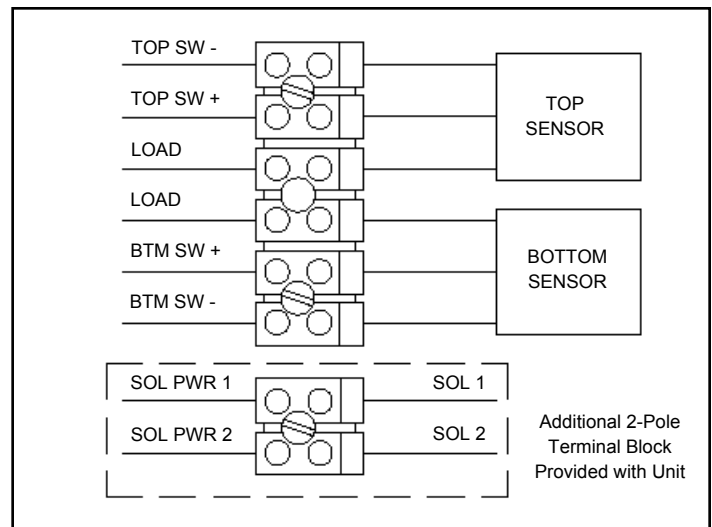 TOP SW -
TOP SW +
LOAD
LOAD
BTM SW +
BTM SW -
TOP
SENSOR
BOTTOM
SENSOR
SOL PWR 1
SOL 1
SOL PWR 2
SOL 2
Additional 2-Pole
Terminal Block
Provided with Unit